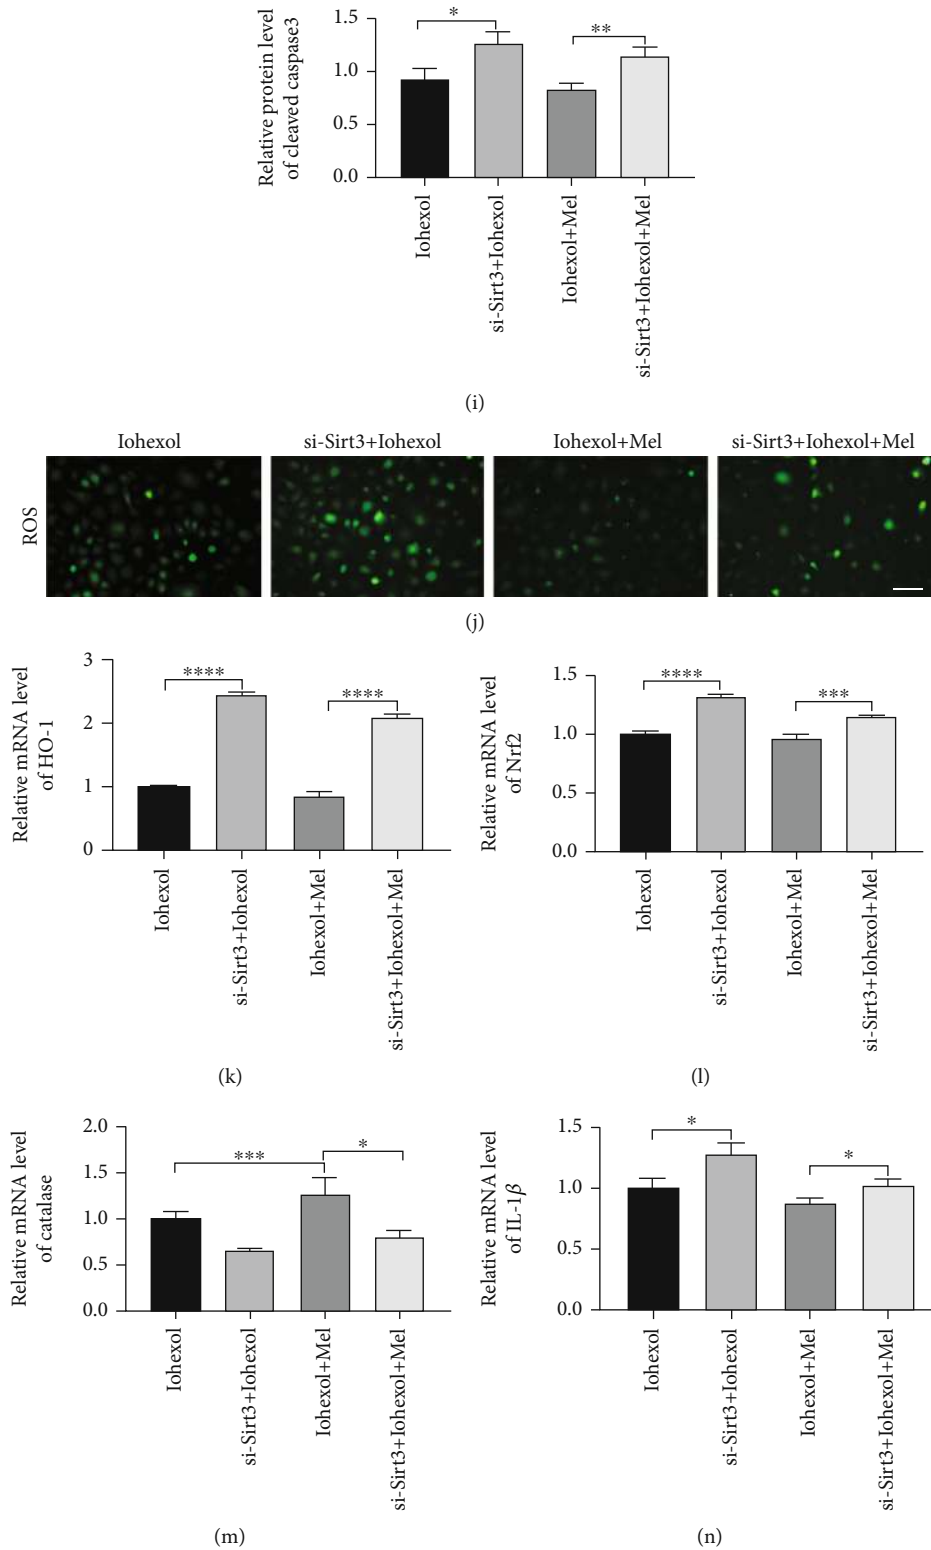 Relative protein level
of cleaved caspase3
1.5
1.0
0.5
0.0
*
**
Iohexol
si-Sirt3+Iohexol
Iohexol+Mel
si-Sirt3+Iohexol+Mel
(i)
Iohexol
si-Sirt3+Iohexol
Iohexol+Mel
si-Sirt3+Iohexol+Mel
ROS
(j)
Relative mRNA level
of HO-1
3
2
1
0
****
****
Iohexol
si-Sirt3+Iohexol
Iohexol+Mel
si-Sirt3+Iohexol+Mel
(k)
Relative mRNA level
of Nrf2
1.5
1.0
0.5
0.0
****
***
Iohexol
si-Sirt3+Iohexol
Iohexol+Mel
si-Sirt3+Iohexol+Mel
(l)
Relative mRNA level
of catalase
2.0
1.5
1.0
0.5
0.0
***
*
Iohexol
si-Sirt3+Iohexol
Iohexol+Mel
si-Sirt3+Iohexol+Mel
(m)
Relative mRNA level
of IL-1β
1.5
1.0
0.5
0.0
*
*
Iohexol
si-Sirt3+Iohexol
Iohexol+Mel
si-Sirt3+Iohexol+Mel
(n)